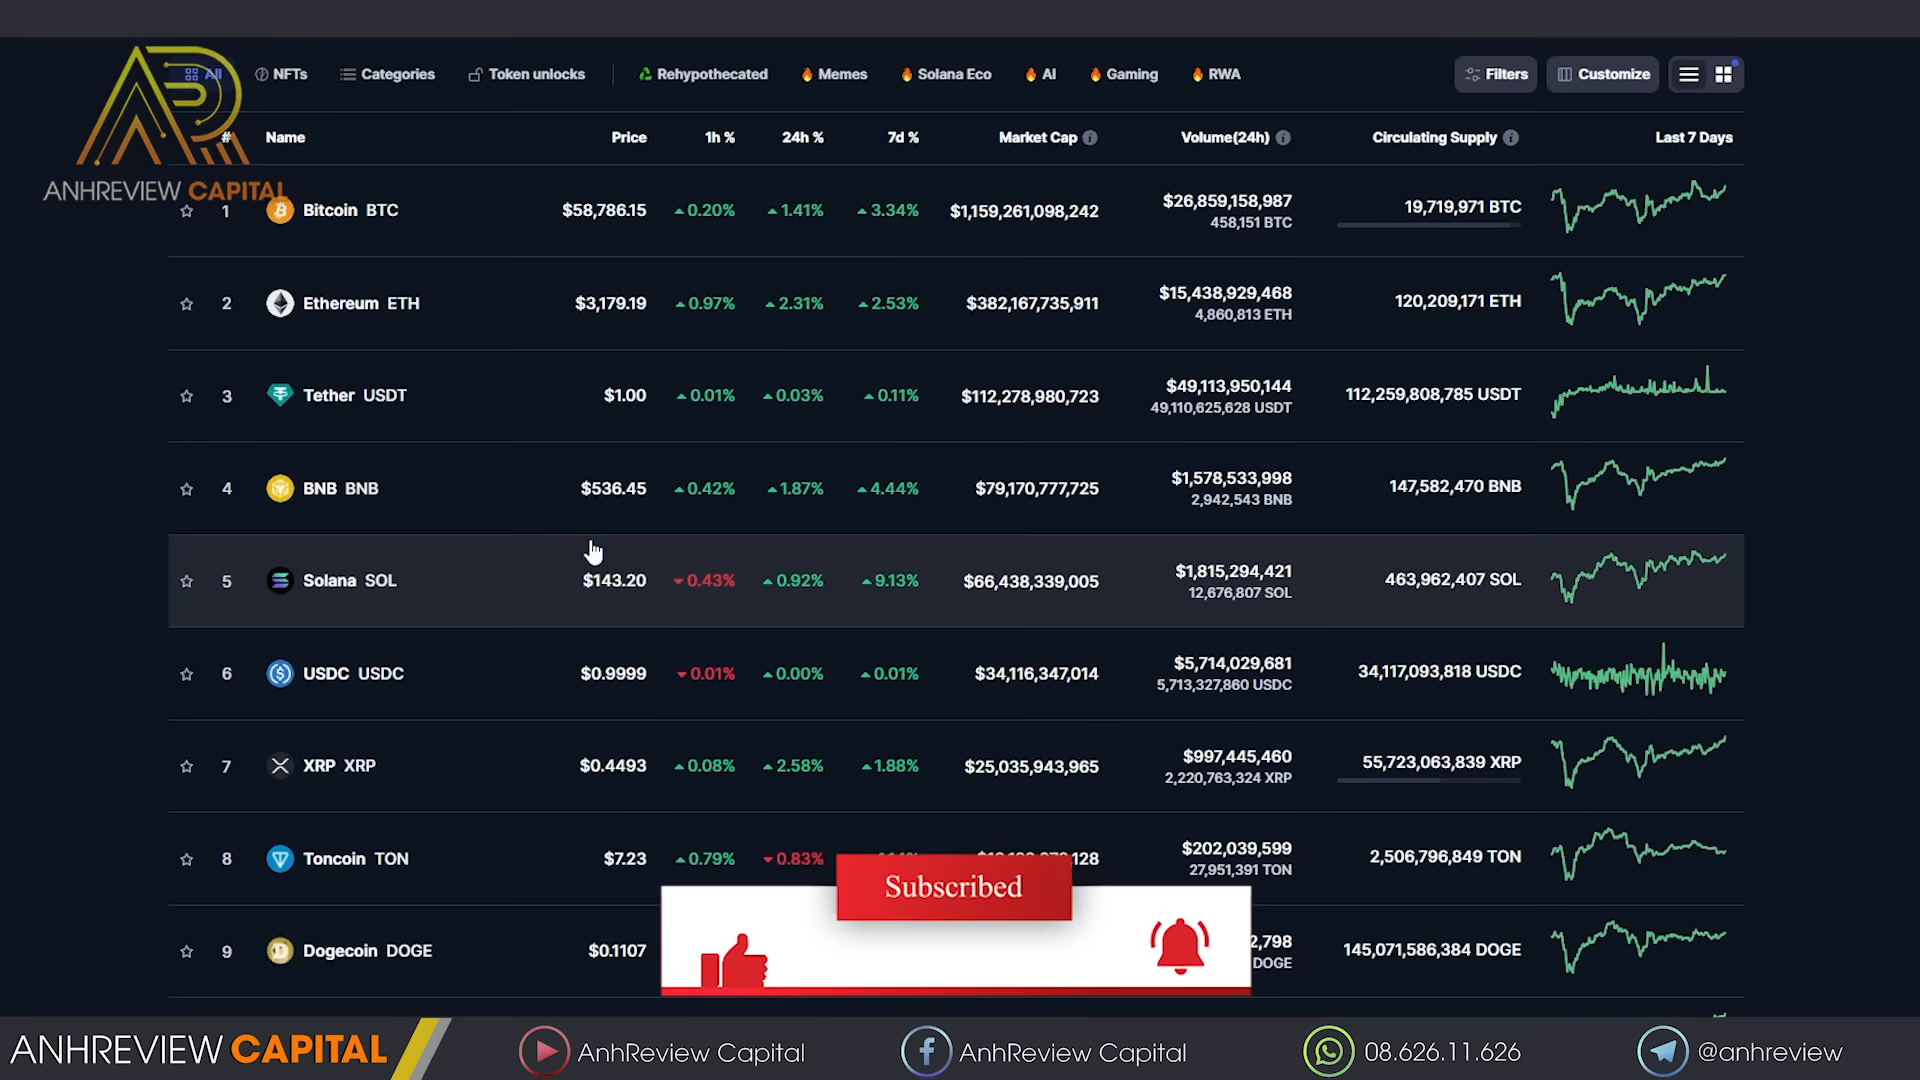 All NFTs Categories Token unlocks Rehypothecated Memes Solana Eco AI Gaming RWA Filters Customize
ANHREVIEW CAPITAL
# Name Price 1h % 24h % 7d % Market Cap Volume(24h) Circulating Supply Last 7 Days
1 Bitcoin BTC $58,786.15 0.20% 1.41% 3.34% $1,159,261,098,242 $26,859,158,987 19,719,971 BTC
458,151 BTC
2 Ethereum ETH $3,179.19 0.97% 2.31% 2.53% $382,167,735,911 $15,438,929,468 120,209,171 ETH
4,860,813 ETH
3 Tether USDT $1.00 0.01% 0.03% 0.11% $112,278,980,723 $49,113,950,144 112,259,808,785 USDT
49,110,625,628 USDT
4 BNB BNB $536.45 0.42% 1.87% 4.44% $79,170,777,725 $1,578,533,998 147,582,470 BNB
2,942,543 BNB
5 Solana SOL $143.20 0.43% 0.92% 9.13% $66,438,339,005 $1,815,294,421 463,962,407 SOL
12,676,807 SOL
6 USDC USDC $0.9999 0.01% 0.00% 0.01% $34,116,347,014 $5,714,029,681 34,117,093,818 USDC
5,713,327,860 USDC
7 XRP XRP $0.4493 0.08% 2.58% 1.88% $25,035,943,965 $997,445,460 55,723,063,839 XRP
2,220,763,324 XRP
8 Toncoin TON $7.23 0.79% 0.83% 128 $202,039,599 2,506,796,849 TON
27,951,391 TON
Subscribed
9 Dogecoin DOGE $0.1107 2,798 145,071,586,384 DOGE
DOGE
ANHREVIEW CAPITAL AnhReview Capital AnhReview Capital 08.626.11.626 @anhreview